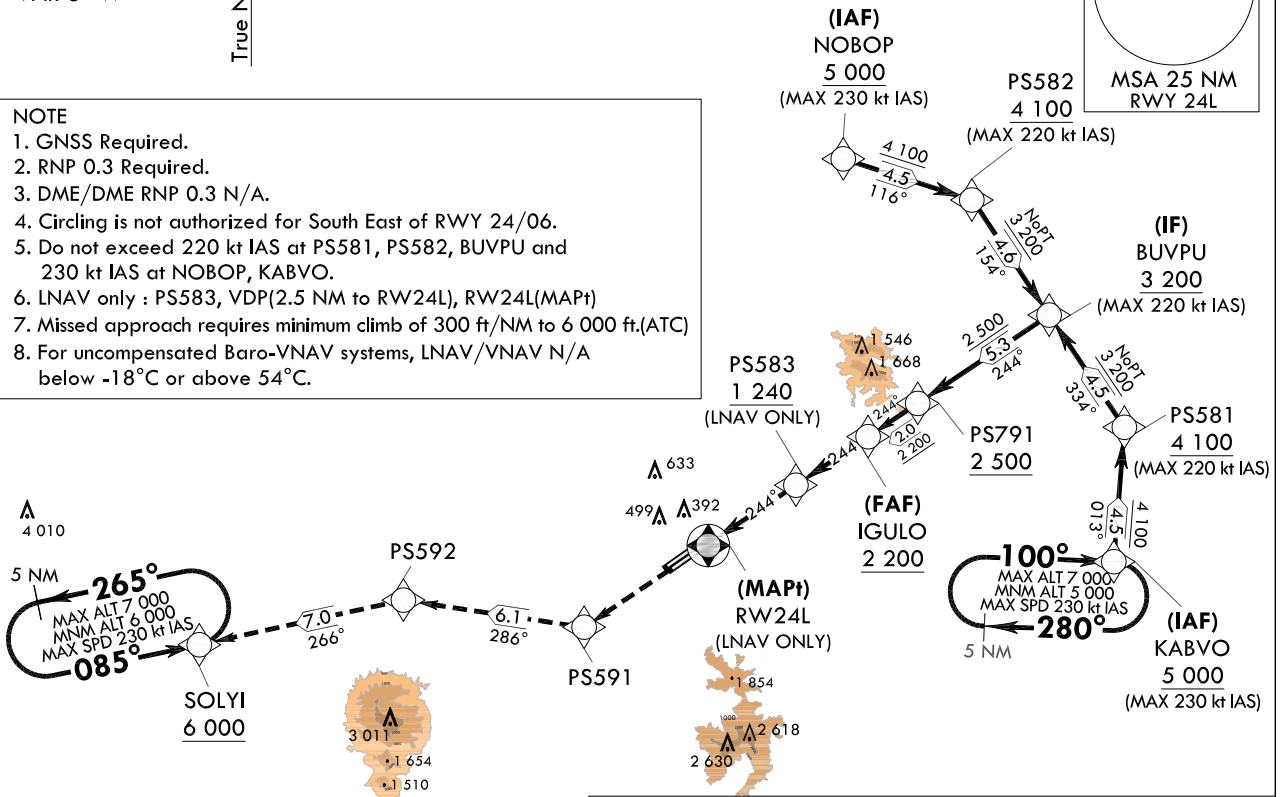 True N
(IAF)
NOBOP
5 000
(MAX 230 kt IAS)
MSA 25 NM
RWY 24L
PS582
4 100
(MAX 220 kt IAS)
NOTE
1. GNSS Required.
2. RNP 0.3 Required.
3. DME/DME RNP 0.3 N/A.
4. Circling is not authorized for South East of RWY 24/06.
5. Do not exceed 220 kt IAS at PS581, PS582, BUVPU and
230 kt IAS at NOBOP, KABVO.
6. LNAV only : PS583, VDP(2.5 NM to RW24L), RW24L(MAPt)
7. Missed approach requires minimum climb of 300 ft/NM to 6 000 ft.(ATC)
8. For uncompensated Baro-VNAV systems, LNAV/VNAV N/A
below -18°C or above 54°C.
4 100
4.5
116°
NoPT
3 200
4.6
154°
(IF)
BUVPU
3 200
(MAX 220 kt IAS)
2 500
5.3
244°
1 546
1 668
NoPT
3 200
4.5
334°
PS583
1 240
(LNAV ONLY)
244°
2.0
2 200
PS791
2 500
PS581
4 100
(MAX 220 kt IAS)
244°
244°
(FAF)
IGULO
2 200
4 100
4.5
013°
633
499
392
4 010
(MAPt)
RW24L
(LNAV ONLY)
100°
MAX ALT 7 000
MNM ALT 5 000
MAX SPD 230 kt IAS
280°
5 NM
(IAF)
KABVO
5 000
(MAX 230 kt IAS)
PS592
5 NM
265°
MAX ALT 7 000
MNM ALT 6 000
MAX SPD 230 kt IAS
085°
7.0
266°
6.1
286°
PS591
SOLYI
6 000
3 011
1 654
1 510
1 854
1000
2 618
2 630